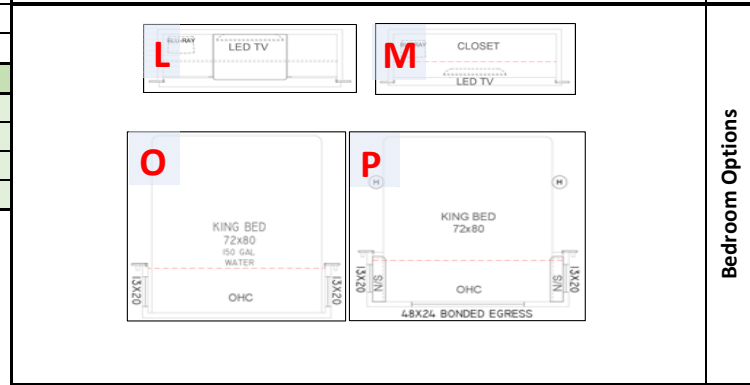 L
BLU-RAY
LED TV
M
CLOSET
LED TV
O
KING BED
72x80
150 GAL
WATER
13X20
OHC
13X20
P
H
H
KING BED
72x80
13X20
N/S
OHC
N/S
13X20
48X24 BONDED EGRESS
Bedroom Options